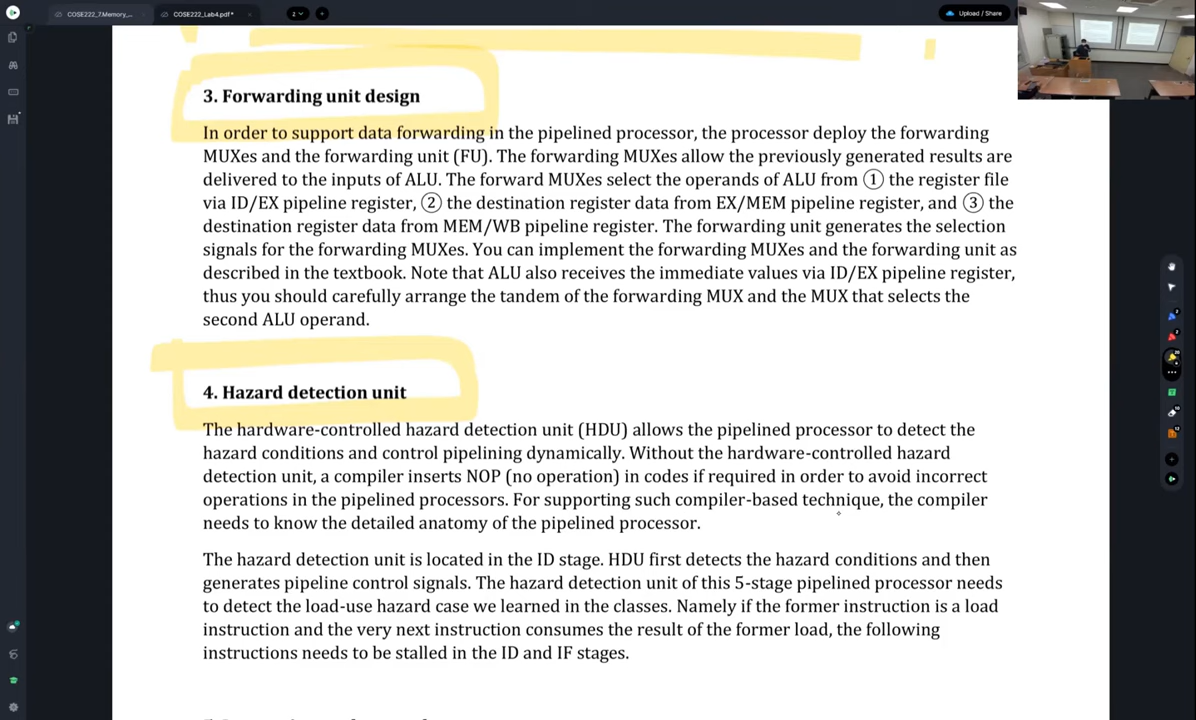 COSE222_7.Memory_...
COSE222_Lab4.pdf*
2
Upload / Share
3. Forwarding unit design
In order to support data forwarding in the pipelined processor, the processor deploy the forwarding
MUXes and the forwarding unit (FU). The forwarding MUXes allow the previously generated results are
delivered to the inputs of ALU. The forward MUXes select the operands of ALU from ① the register file
via ID/EX pipeline register, ② the destination register data from EX/MEM pipeline register, and ③ the
destination register data from MEM/WB pipeline register. The forwarding unit generates the selection
signals for the forwarding MUXes. You can implement the forwarding MUXes and the forwarding unit as
described in the textbook. Note that ALU also receives the immediate values via ID/EX pipeline register,
thus you should carefully arrange the tandem of the forwarding MUX and the MUX that selects the
second ALU operand.
4. Hazard detection unit
The hardware-controlled hazard detection unit (HDU) allows the pipelined processor to detect the
hazard conditions and control pipelining dynamically. Without the hardware-controlled hazard
detection unit, a compiler inserts NOP (no operation) in codes if required in order to avoid incorrect
operations in the pipelined processors. For supporting such compiler-based technique, the compiler
needs to know the detailed anatomy of the pipelined processor.
The hazard detection unit is located in the ID stage. HDU first detects the hazard conditions and then
generates pipeline control signals. The hazard detection unit of this 5-stage pipelined processor needs
to detect the load-use hazard case we learned in the classes. Namely if the former instruction is a load
instruction and the very next instruction consumes the result of the former load, the following
instructions needs to be stalled in the ID and IF stages.